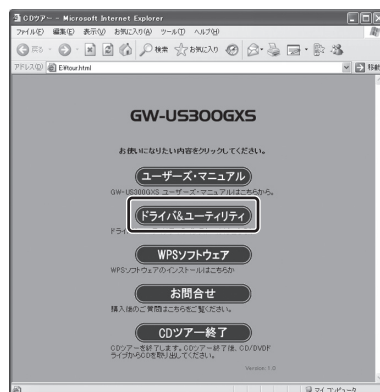 CDツアー - Microsoft Internet Explorer
ファイル(F) 編集(E) 表示(V) お気に入り(A) ツール(T) ヘルプ(H)
戻る 検索 お気に入り
アドレス(D) E:¥tour.html 移動
GW-US300GXS
お使いになりたい内容をクリックしてください。
ユーザーズ・マニュアル
GW-US300GXS ユーザーズ・マニュアルはこちらから。
ドライバ&ユーティリティ
WPSソフトウェア
WPSソフトウェアのインストールはこちらか
お問合せ
購入後のご質問はこちらをご覧ください。
CDツアー終了
CDツアーを終了します。CDツアー終了後、CD/DVDド
ライブからCDを取り出してください。
Version: 1.0
マイ コンピュータ